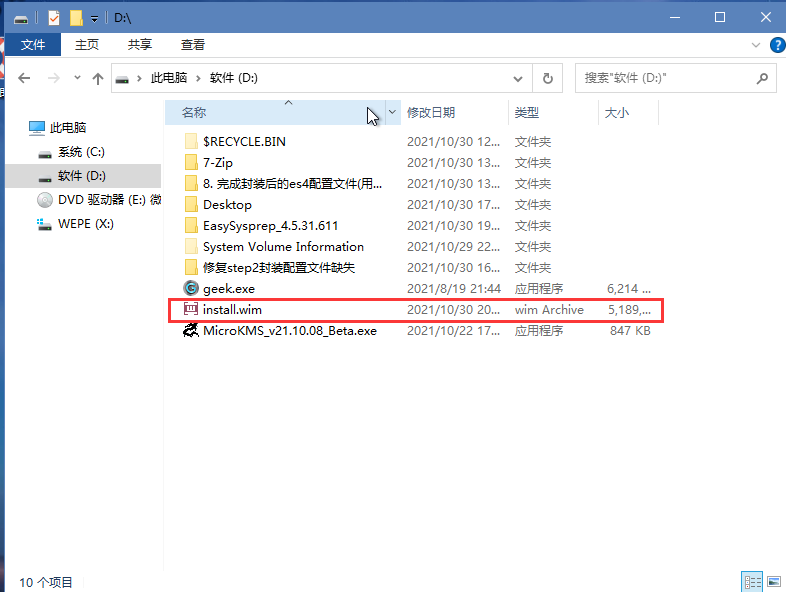 D:\
文件 主页 共享 查看
此电脑 软件 (D:) 搜索"软件 (D:)"
名称 修改日期 类型 大小
此电脑
系统 (C:)
软件 (D:)
DVD 驱动器 (E:) 微
WEPE (X:)
$RECYCLE.BIN 2021/10/30 12... 文件夹
7-Zip 2021/10/30 13... 文件夹
8. 完成封装后的es4配置文件(用... 2021/10/30 13... 文件夹
Desktop 2021/10/30 17... 文件夹
EasySysprep_4.5.31.611 2021/10/30 19... 文件夹
System Volume Information 2021/10/29 22... 文件夹
修复step2封装配置文件缺失 2021/10/30 16... 文件夹
geek.exe 2021/8/19 21:44 应用程序 6,214 ...
install.wim 2021/10/30 20... wim Archive 5,189,...
MicroKMS_v21.10.08_Beta.exe 2021/10/22 17... 应用程序 847 KB
10 个项目